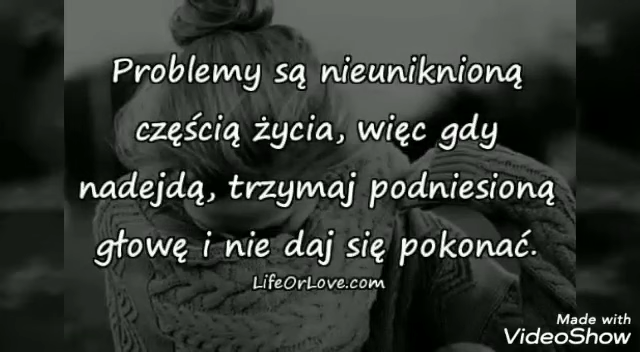 Problemy są nieuniknioną
częścią życia, więc gdy
nadejdą, trzymaj podniesioną
głowę i nie daj się pokonać.
LifeOrLove.com
Made with
VideoShow